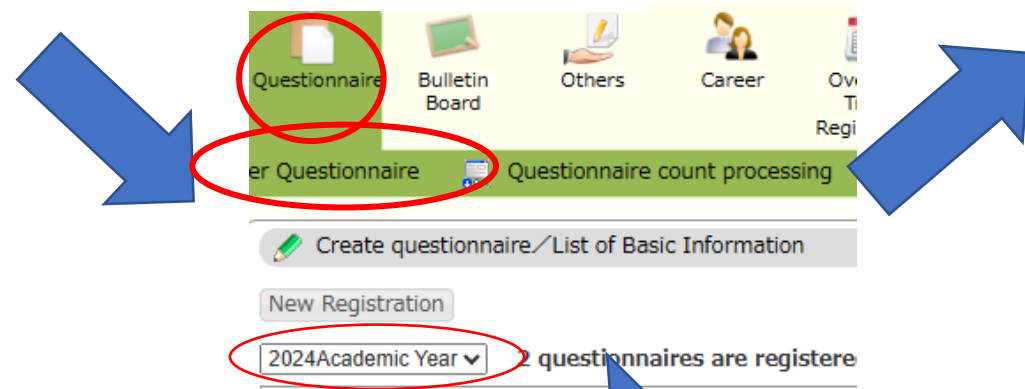 Questionnaire
Bulletin
Board
Others
Career
er Questionnaire
Questionnaire count processing
Create questionnaire／List of Basic Information
New Registration
2024Academic Year
2 questionnaires are registere